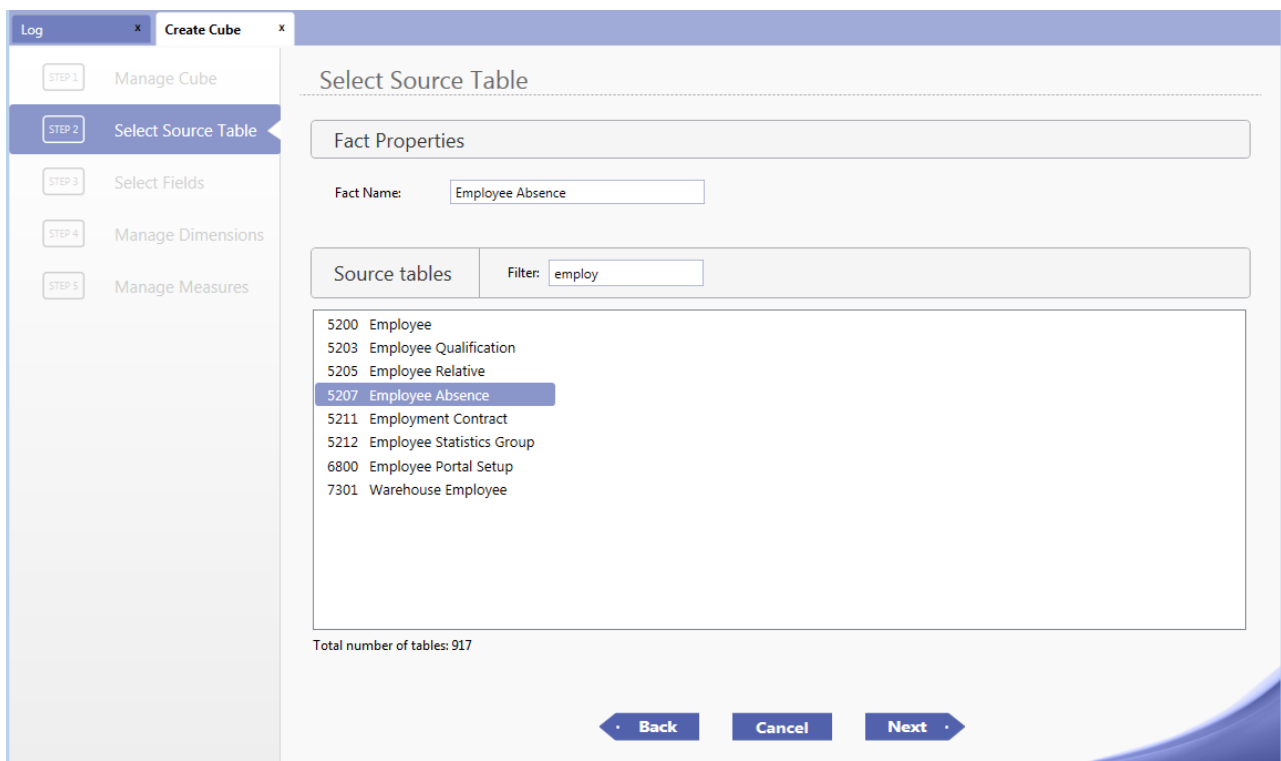 Log x Create Cube x
STEP 1 Manage Cube
STEP 2 Select Source Table
STEP 3 Select Fields
STEP 4 Manage Dimensions
STEP 5 Manage Measures
Select Source Table
Fact Properties
Fact Name: Employee Absence
Source tables Filter: employ
5200 Employee
5203 Employee Qualification
5205 Employee Relative
5207 Employee Absence
5211 Employment Contract
5212 Employee Statistics Group
6800 Employee Portal Setup
7301 Warehouse Employee
Total number of tables: 917
Back Cancel Next